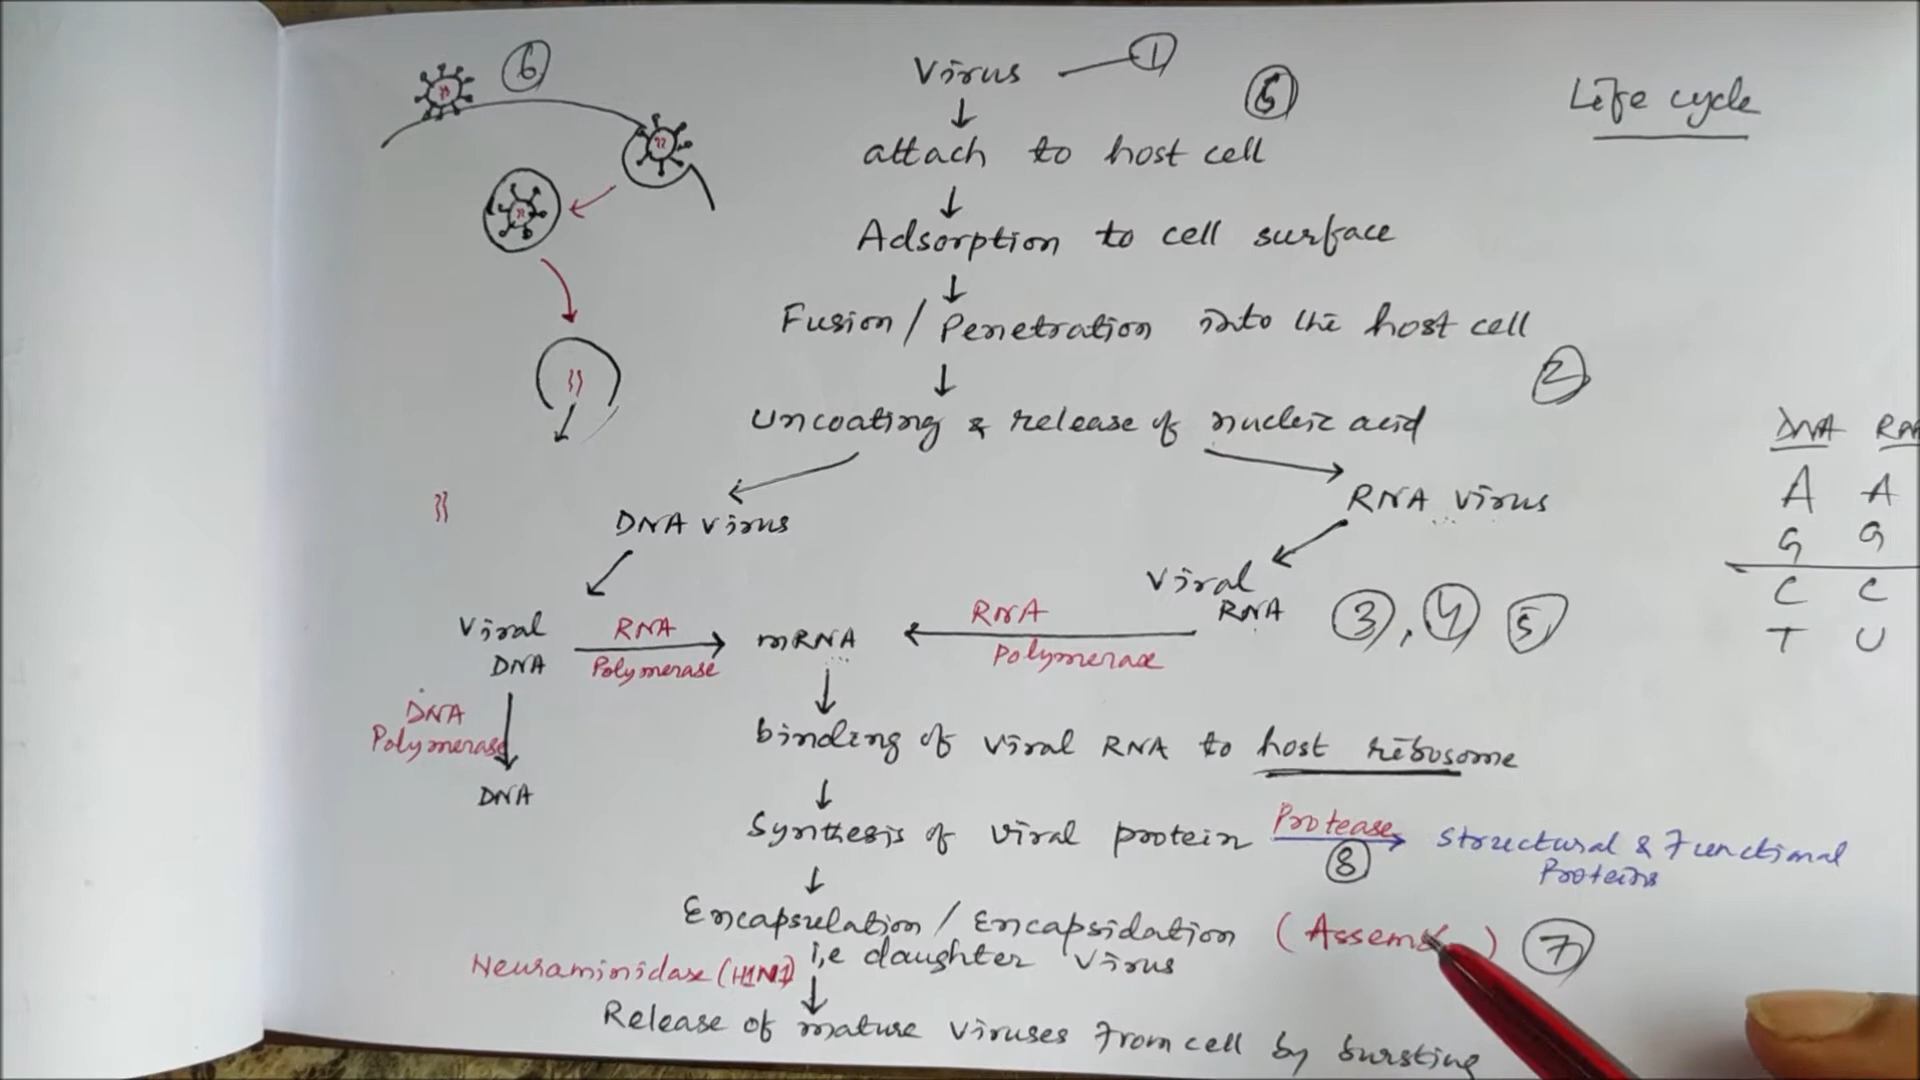 6
Virus 1
6
Life cycle
attach to host cell
Adsorption to cell surface
Fusion / Penetration into the host cell
2
Uncoating & release of nucleic acid
DNA virus
RNA virus
DNA
A A
G G
C C
T U
Viral
DNA
RNA
Polymerase
mRNA
RNA
Polymerase
Viral
RNA
3, 4 5
DNA
Polymerase
DNA
binding of viral RNA to host ribosome
Synthesis of viral protein Protease 8 Structural & Functional
Proteins
Encapsulation / Encapsidation ( ) 7
i,e daughter virus
Neuraminidase (H1N1)
Release of mature viruses from cell by bursting